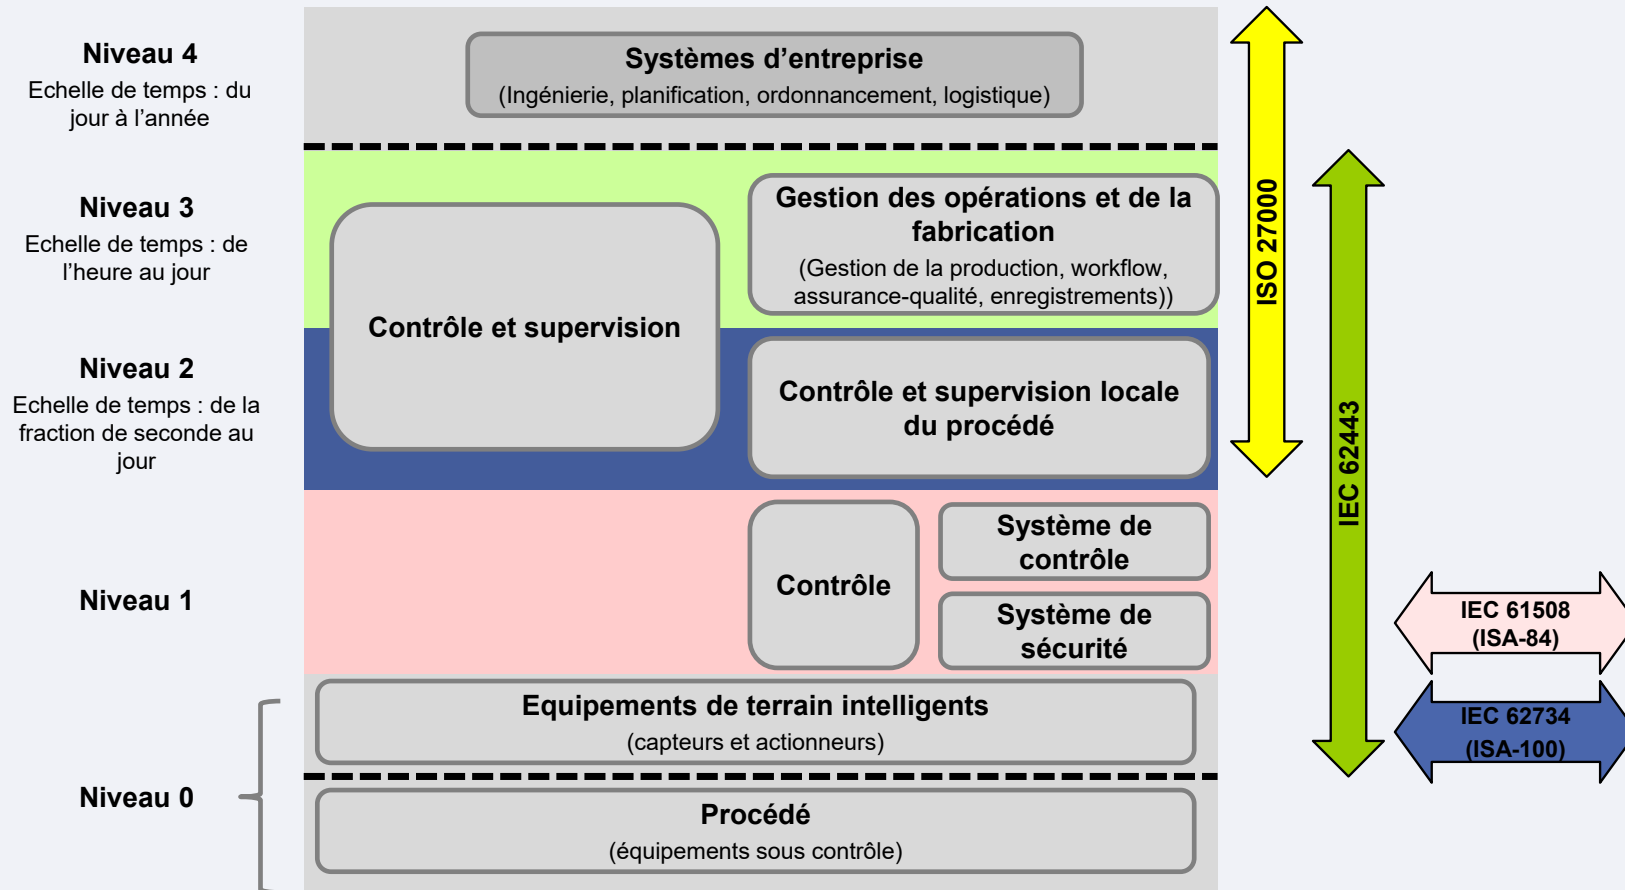 Niveau 4
Echelle de temps : du
jour à l’année
Systèmes d’entreprise
(Ingénierie, planification, ordonnancement, logistique)
Niveau 3
Echelle de temps : de
l’heure au jour
Gestion des opérations et de la
fabrication
(Gestion de la production, workflow,
assurance-qualité, enregistrements))
Contrôle et supervision
Niveau 2
Echelle de temps : de la
fraction de seconde au
jour
Contrôle et supervision locale
du procédé
Niveau 1
Contrôle
Système de
contrôle
Système de
sécurité
Niveau 0
Equipements de terrain intelligents
(capteurs et actionneurs)
Procédé
(équipements sous contrôle)
ISO 27000
IEC 62443
IEC 61508
(ISA-84)
IEC 62734
(ISA-100)